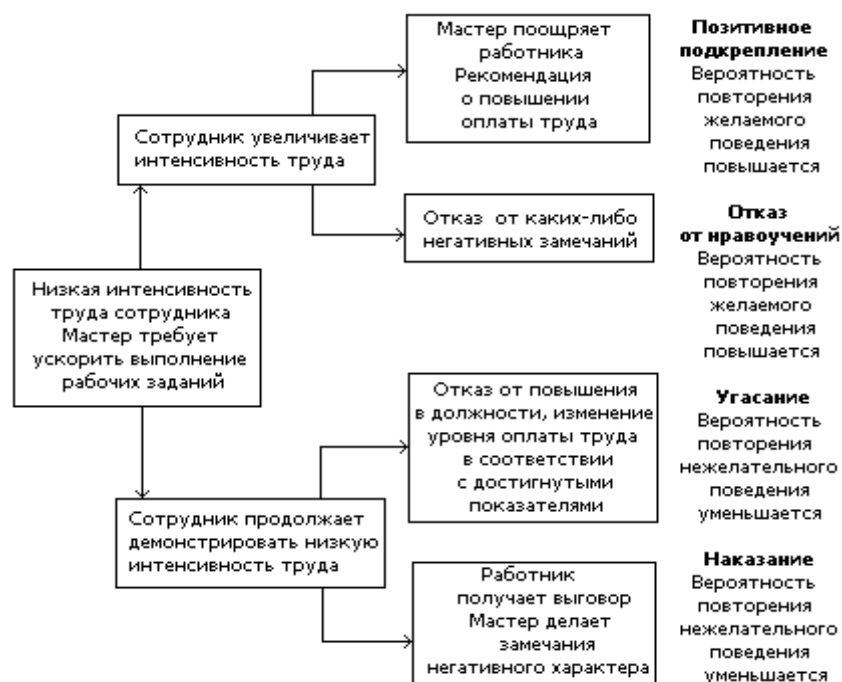 Мастер поощряет
работника
Рекомендация
о повышении
оплаты труда
Позитивное
подкрепление
Вероятность
повторения
желаемого
поведения
повышается
Сотрудник увеличивает
интенсивность труда
Отказ от каких-либо
негативных замечаний
Отказ
от нравоучений
Вероятность
повторения
желаемого
поведения
повышается
Низкая интенсивность
труда сотрудника
Мастер требует
ускорить выполнение
рабочих заданий
Отказ от повышения
в должности, изменение
уровня оплаты труда
в соответствии
с достигнутыми
показателями
Угасание
Вероятность
повторения
нежелательного
поведения
уменьшается
Сотрудник продолжает
демонстрировать низкую
интенсивность труда
Работник
получает выговор
Мастер делает
замечания
негативного характера
Наказание
Вероятность
повторения
нежелательного
поведения
уменьшается